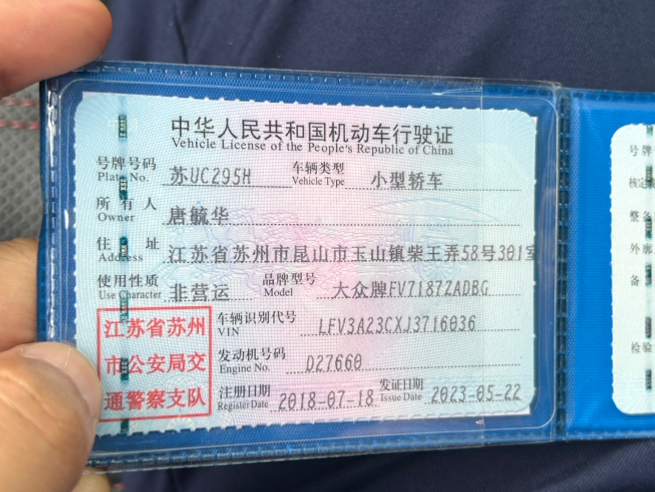 中华人民共和国机动车行驶证
Vehicle License of the People's Republic of China
号牌号码 苏UC295H 车辆类型 小型轿车
Plate No. Vehicle Type
所有人 唐毓华
Owner
住址 江苏省苏州市昆山市玉山镇柴王弄58号301室
Address
使用性质 非营运 品牌型号 大众牌FV7187ZADBG
Use Character Model
江苏省苏州
市公安局交
通警察支队
车辆识别代号 LFV3A23CXJ3716036
VIN
发动机号码 D27660
Engine No.
注册日期 2018-07-18 发证日期 2023-05-22
Register Date Issue Date
号牌
核定
整备
外廓
备
检验